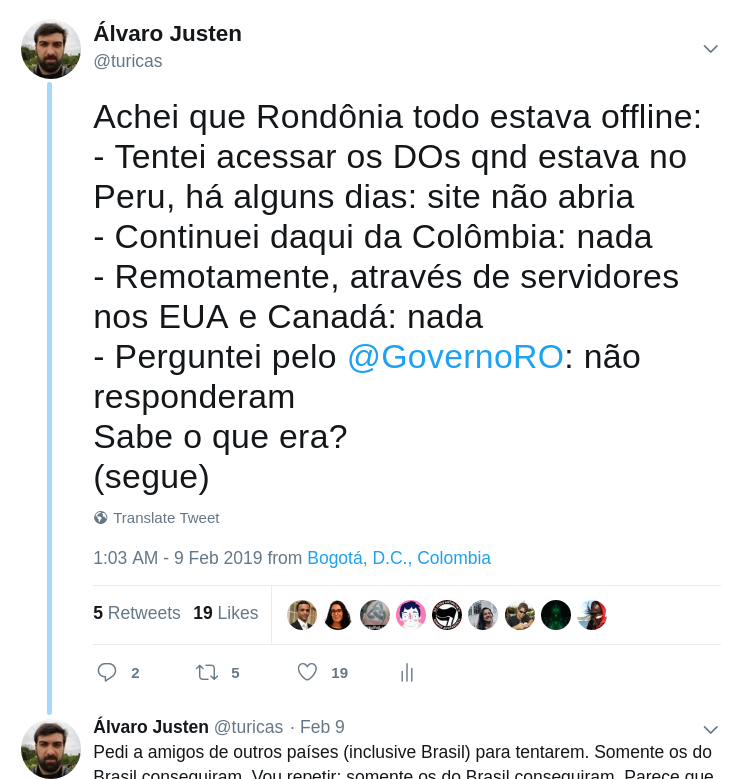 Álvaro Justen
@turicas
Achei que Rondônia todo estava offline:
- Tentei acessar os DOs qnd estava no
Peru, há alguns dias: site não abria
- Continuei daqui da Colômbia: nada
- Remotamente, através de servidores
nos EUA e Canadá: nada
- Perguntei pelo @GovernoRO: não
responderam
Sabe o que era?
(segue)
Translate Tweet
1:03 AM - 9 Feb 2019 from Bogotá, D.C., Colombia
5 Retweets 19 Likes
2 5 19
Álvaro Justen @turicas · Feb 9
Pedi a amigos de outros países (inclusive Brasil) para tentarem. Somente os do
Brasil conseguiram. Vou repetir: somente os do Brasil conseguiram. Parece que